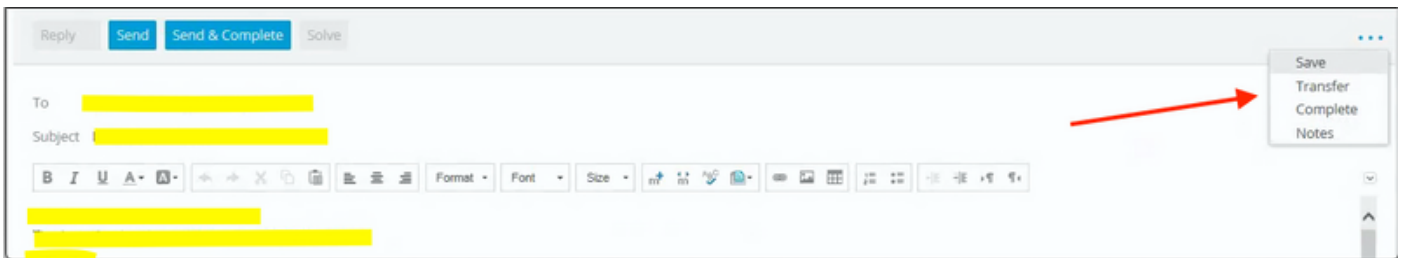 Reply Send Send & Complete Solve
Save
Transfer
To
Complete
Subject
Notes
B I U A A Format Font Size